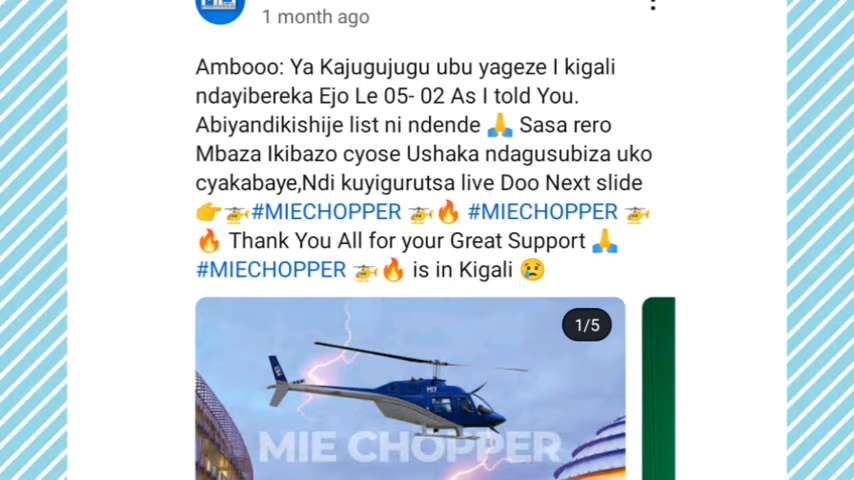 1 month ago
Ambooo: Ya Kajugujugu ubu yageze I kigali
ndayibereka Ejo Le 05- 02 As I told You.
Abiyandikishije list ni ndende 🙏 Sasa rero
Mbaza Ikibazo cyose Ushaka ndagusubiza uko
cyakabaye,Ndi kuyigurutsa live Doo Next slide
👉🚁#MIECHOPPER 🚁🔥 #MIECHOPPER 🚁
🔥 Thank You All for your Great Support 🙏
#MIECHOPPER 🚁🔥 is in Kigali 😢
1/5
MIE CHOPPER